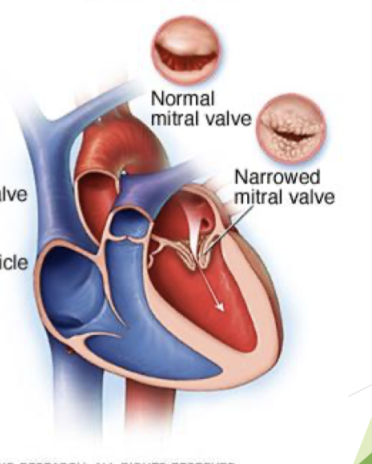 Normal
mitral valve
Narrowed
mitral valve
lve
icle